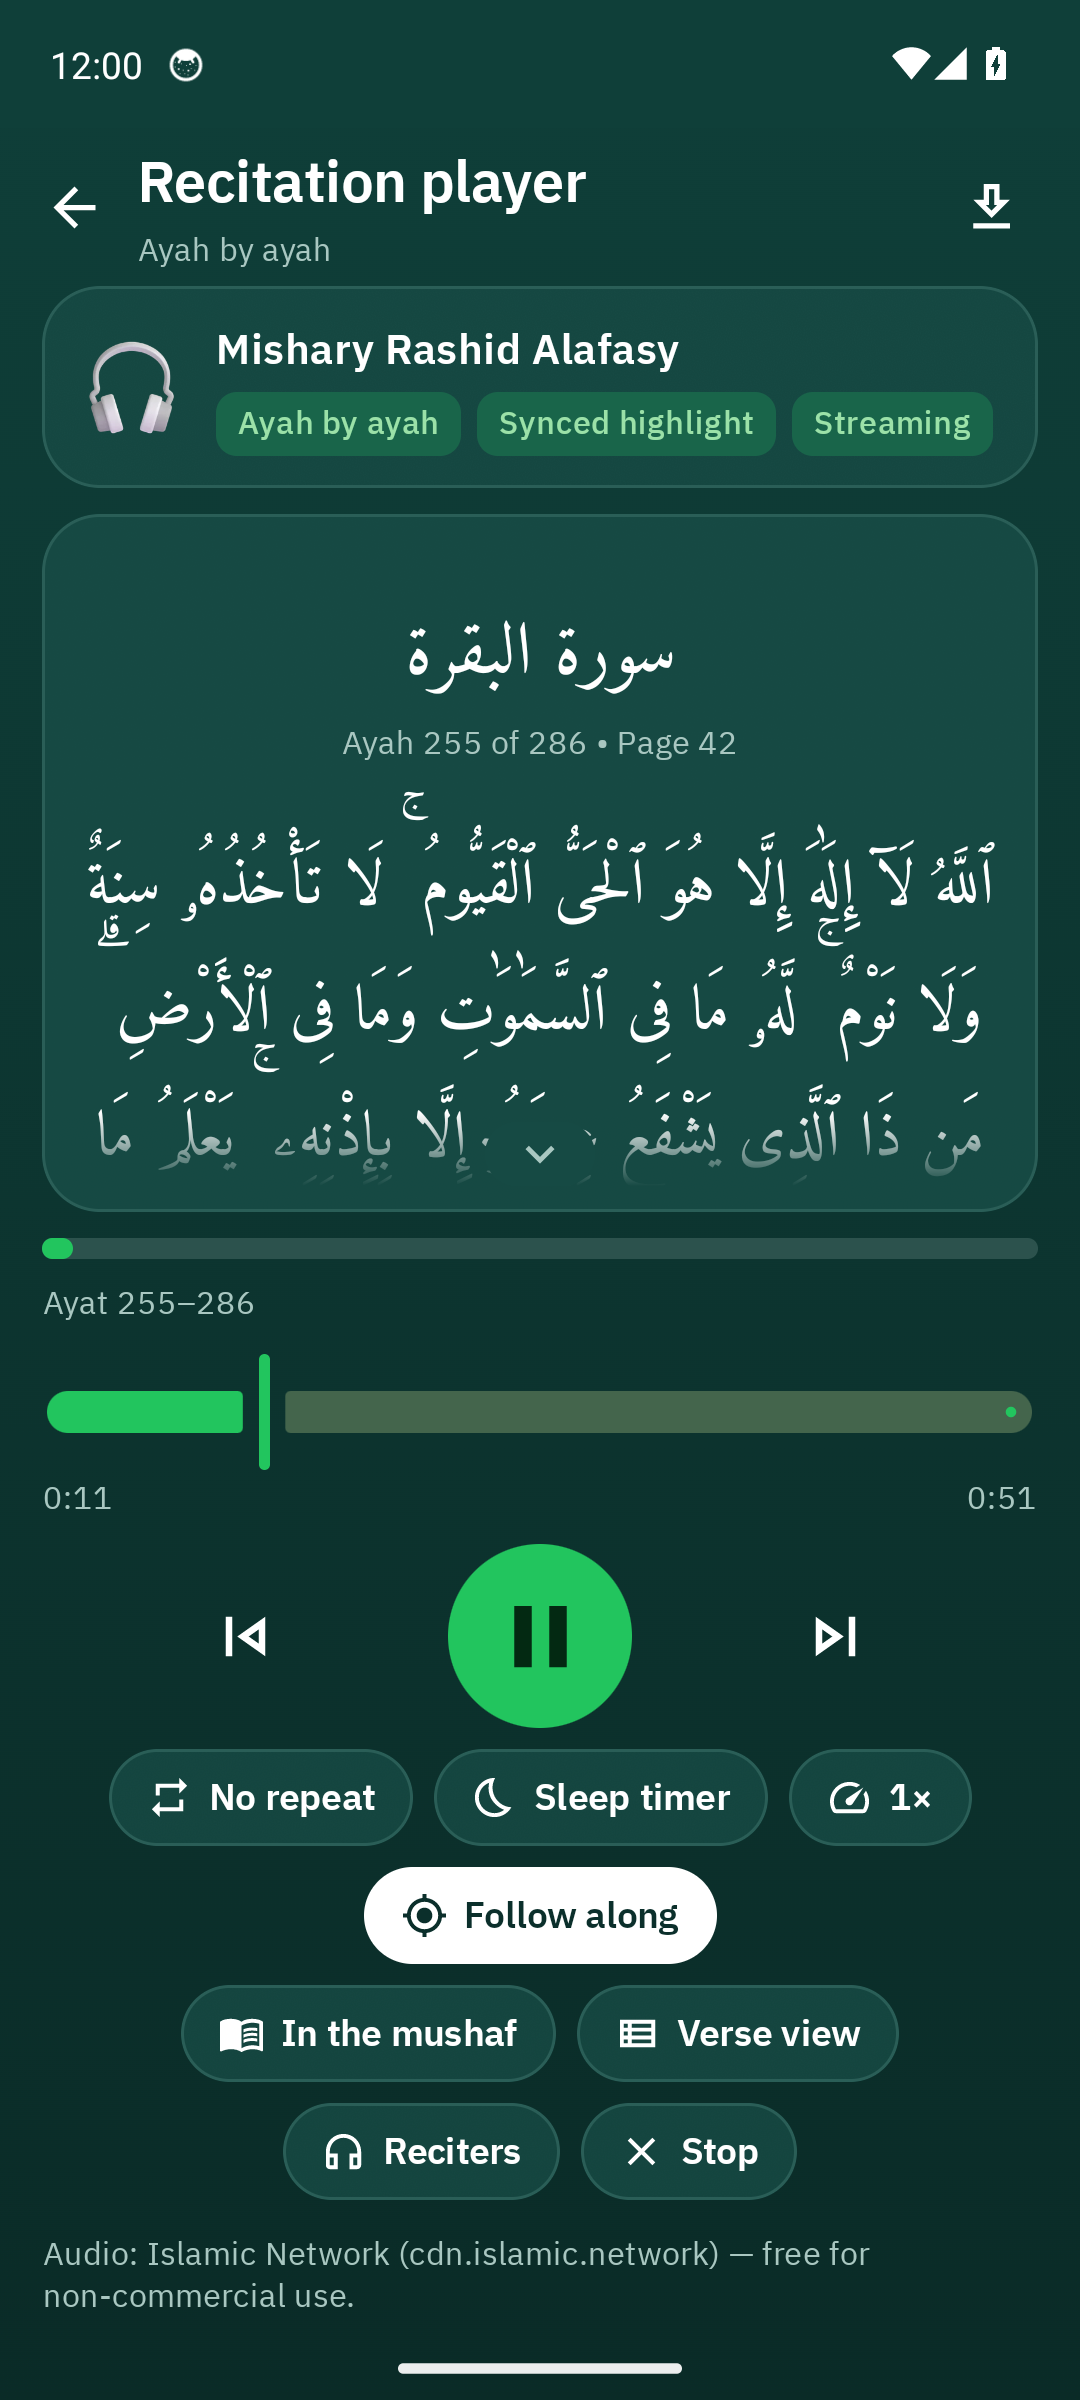 12:00
Recitation player
Ayah by ayah
Mishary Rashid Alafasy
Ayah by ayah
Synced highlight
Streaming
سورة البقرة
Ayah 255 of 286 • Page 42
ٱللَّهُ لَآ إِلَٰهَ إِلَّا هُوَ ٱلْحَىُّ ٱلْقَيُّومُ ۚ لَا تَأْخُذُهُۥ سِنَةٌ
وَلَا نَوْمٌ ۚ لَّهُۥ مَا فِى ٱلسَّمَٰوَٰتِ وَمَا فِى ٱلْأَرْضِ ۗ
مَن ذَا ٱلَّذِى يَشْفَعُ إِلَّا بِإِذْنِهِۦ ۚ يَعْلَمُ مَا
Ayat 255–286
0:11
0:51
No repeat
Sleep timer
1×
Follow along
In the mushaf
Verse view
Reciters
Stop
Audio: Islamic Network (cdn.islamic.network) — free for
non-commercial use.